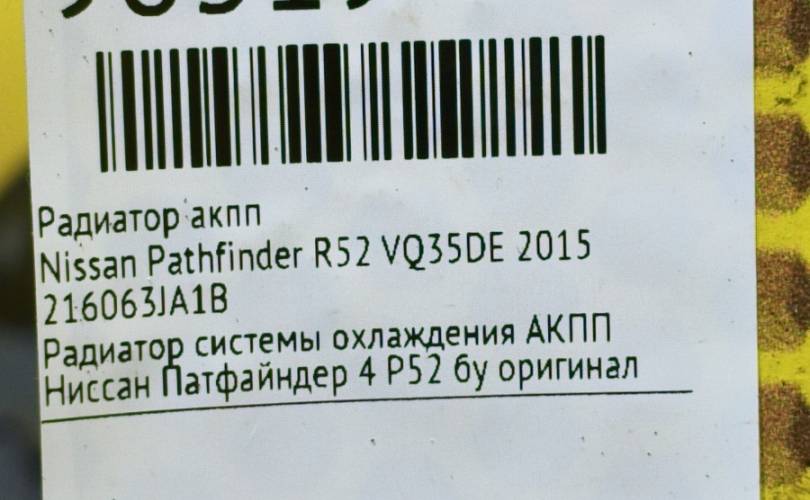 Радиатор акпп
Nissan Pathfinder R52 VQ35DE 2015
216063JA1B
Радиатор системы охлаждения АКПП
Ниссан Патфайндер 4 Р52 бу оригинал